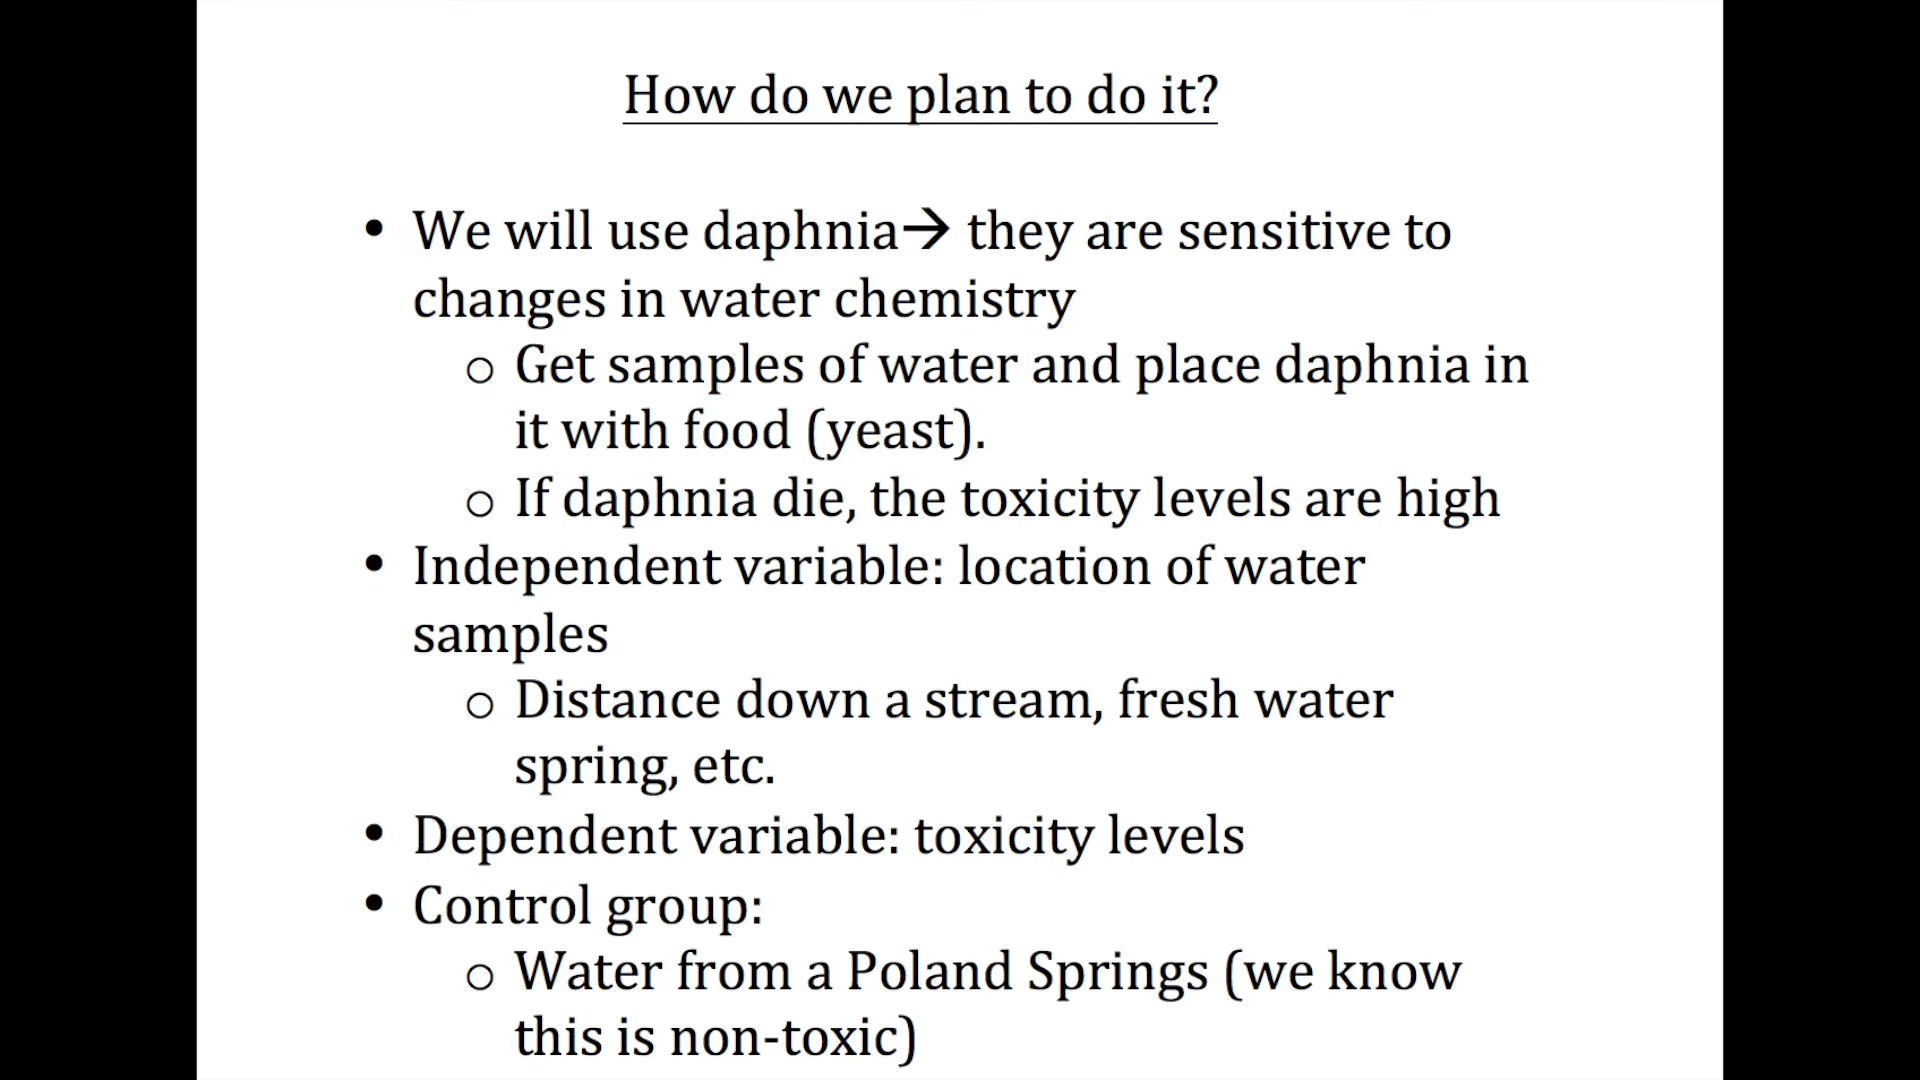 How do we plan to do it?
• We will use daphnia→ they are sensitive to
changes in water chemistry
o Get samples of water and place daphnia in
it with food (yeast).
o If daphnia die, the toxicity levels are high
• Independent variable: location of water
samples
o Distance down a stream, fresh water
spring, etc.
• Dependent variable: toxicity levels
• Control group:
o Water from a Poland Springs (we know
this is non-toxic)